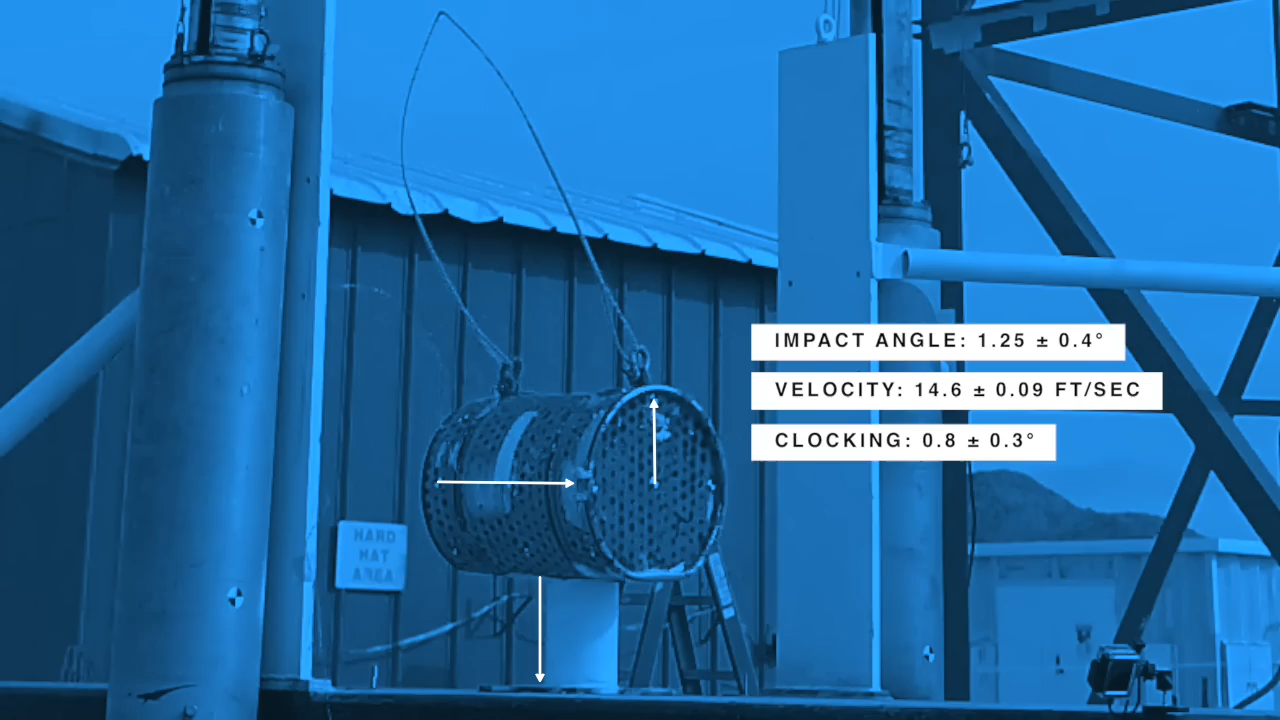 IMPACT ANGLE: 1.25 ± 0.4°
VELOCITY: 14.6 ± 0.09 FT/SEC
CLOCKING: 0.8 ± 0.3°
HARD
HAT
AREA